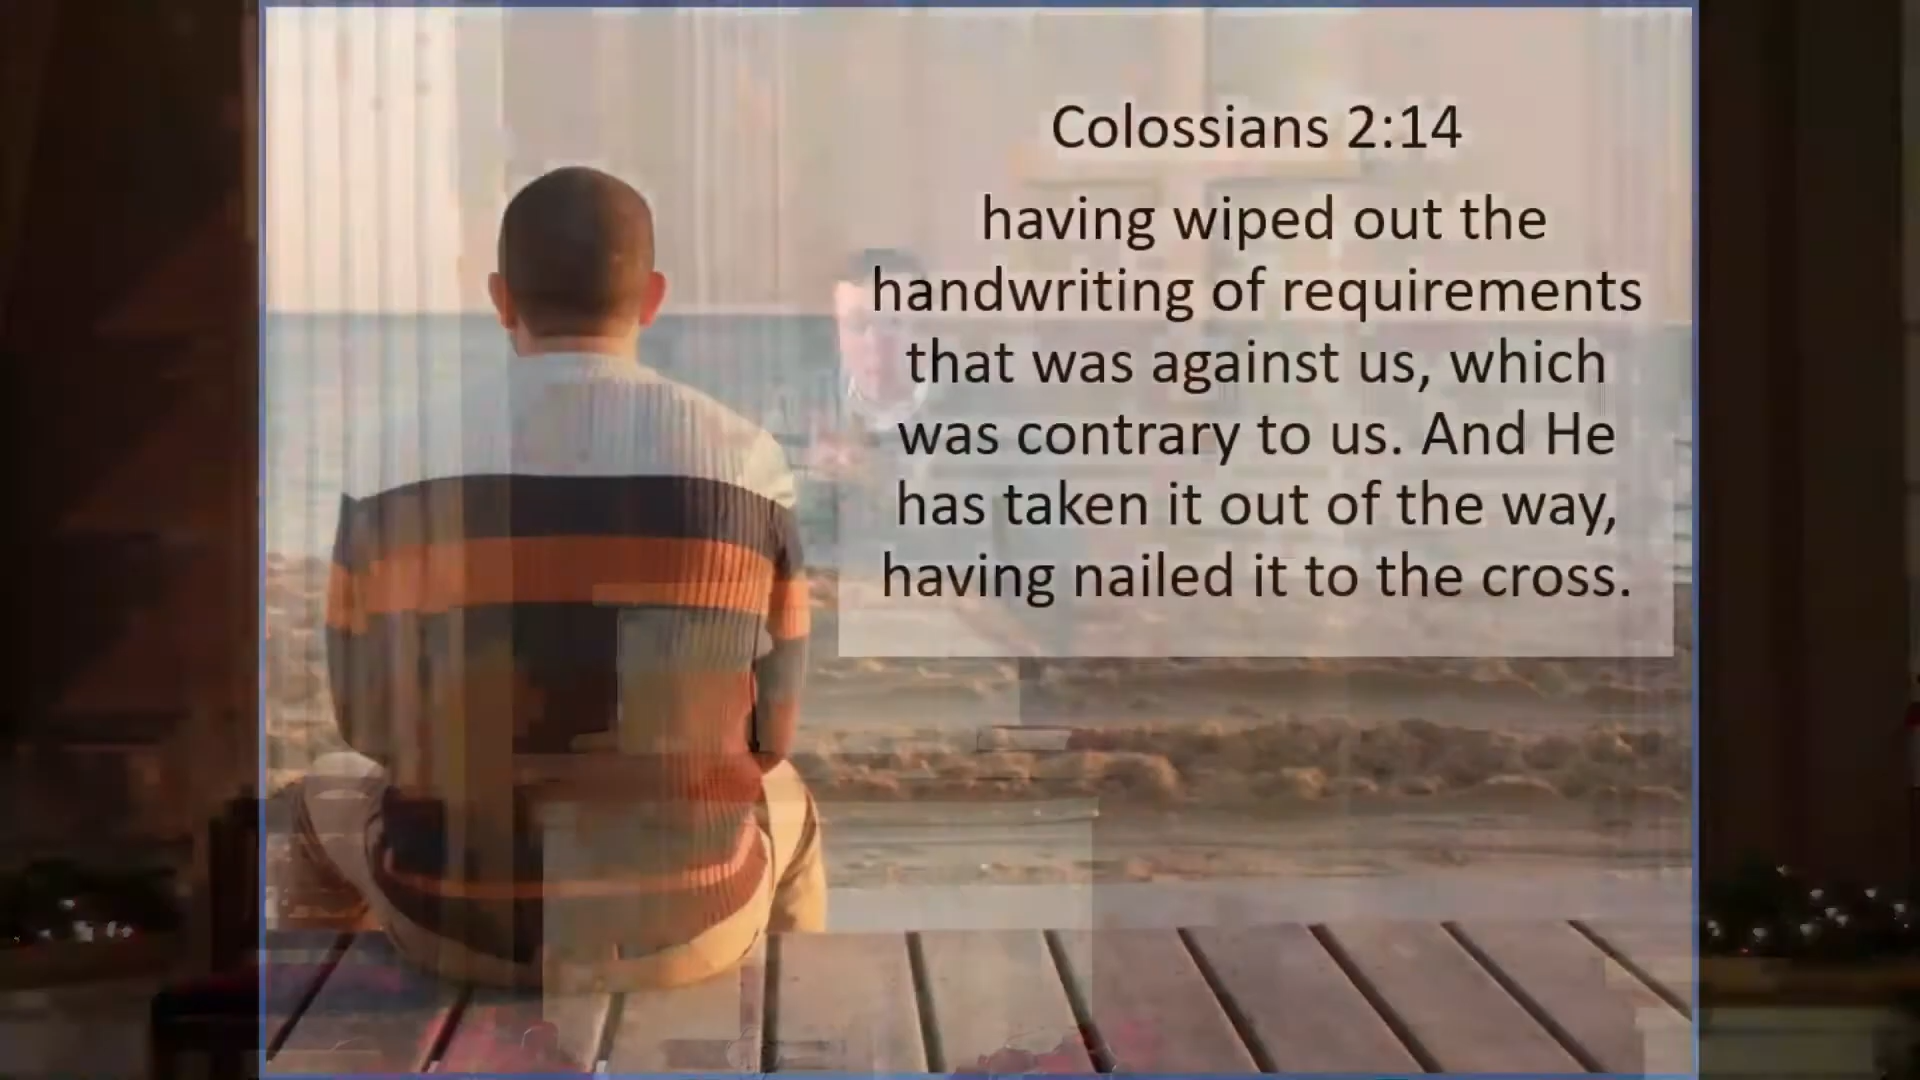 Colossians 2:14
having wiped out the
handwriting of requirements
that was against us, which
was contrary to us. And He
has taken it out of the way,
having nailed it to the cross.